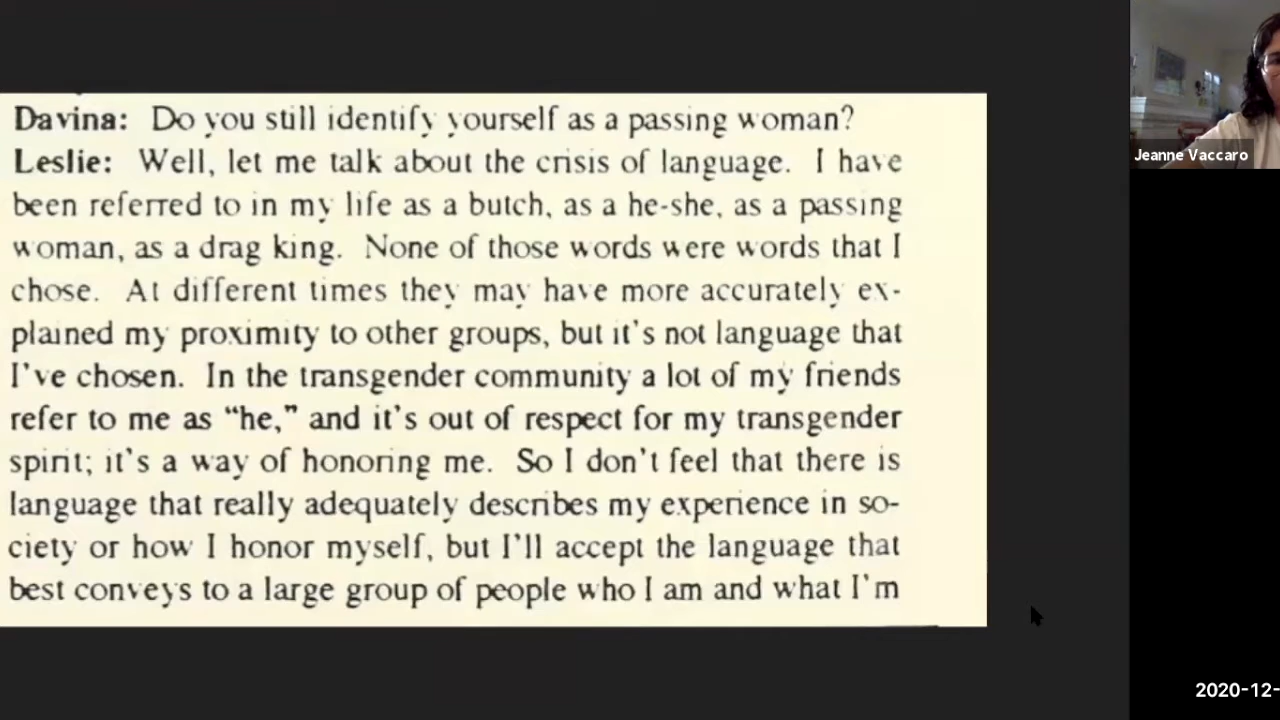 Davina: Do you still identify yourself as a passing woman?
Leslie: Well, let me talk about the crisis of language. I have
been referred to in my life as a butch, as a he-she, as a passing
woman, as a drag king. None of those words were words that I
chose. At different times they may have more accurately ex-
plained my proximity to other groups, but it's not language that
I've chosen. In the transgender community a lot of my friends
refer to me as “he,” and it's out of respect for my transgender
spirit; it's a way of honoring me. So I don't feel that there is
language that really adequately describes my experience in so-
ciety or how I honor myself, but I'll accept the language that
best conveys to a large group of people who I am and what I'm
Jeanne Vaccaro
2020-12-